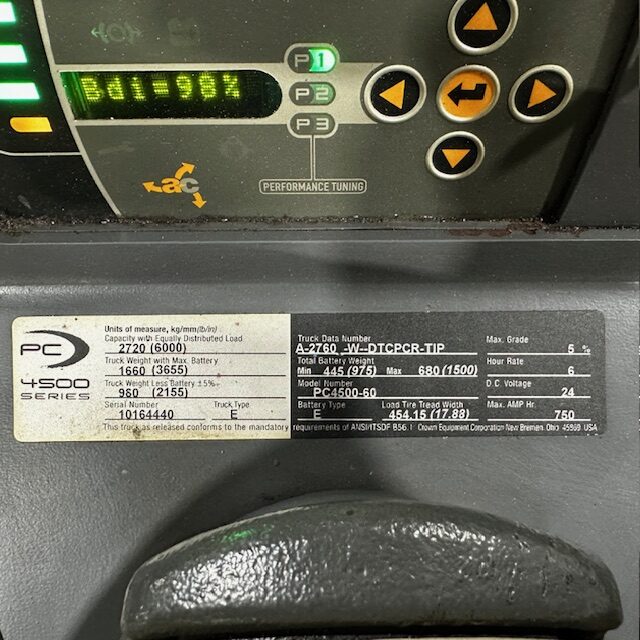 Bdi=98%
P1
P2
P3
ac
PERFORMANCE TUNING
PC
4500
SERIES
Units of measure, kg/mm(lb/in)
Capacity with Equally Distributed Load
2720 (6000)
Truck Weight with Max. Battery
1660 (3655)
Truck Weight Less Battery ±5%
980 (2155)
Serial Number Truck Type
10164440 E
Truck Data Number
A-2760 -W-DTCPCR-TIP
Total Battery Weight
Min 445 (975) Max 680 (1500)
Model Number
PC4500-60
Battery Type Load Tire Tread Width
E 454.15 (17.88)
Max. Grade
5 %
Hour Rate
6
D.C. Voltage
24
Max. AMP Hr.
750
This truck as released conforms to the mandatory requirements of ANSI/ITSDF B56.1 Crown Equipment Corporation New Bremen, Ohio 45869 USA